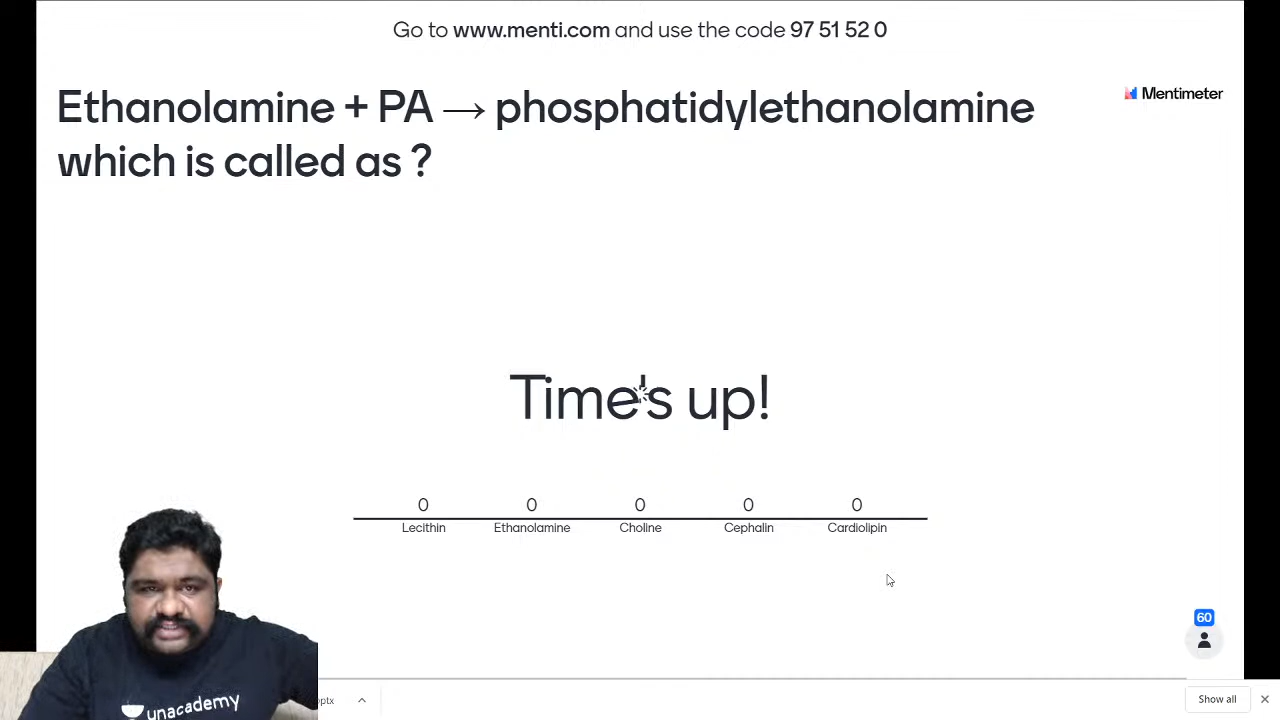 Go to www.menti.com and use the code 97 51 52 0
Ethanolamine + PA → phosphatidylethanolamine
which is called as ?
Mentimeter
Time's up!
0 0 0 0 0
Lecithin Ethanolamine Choline Cephalin Cardiolipin
60
unacademy
pptx
Show all